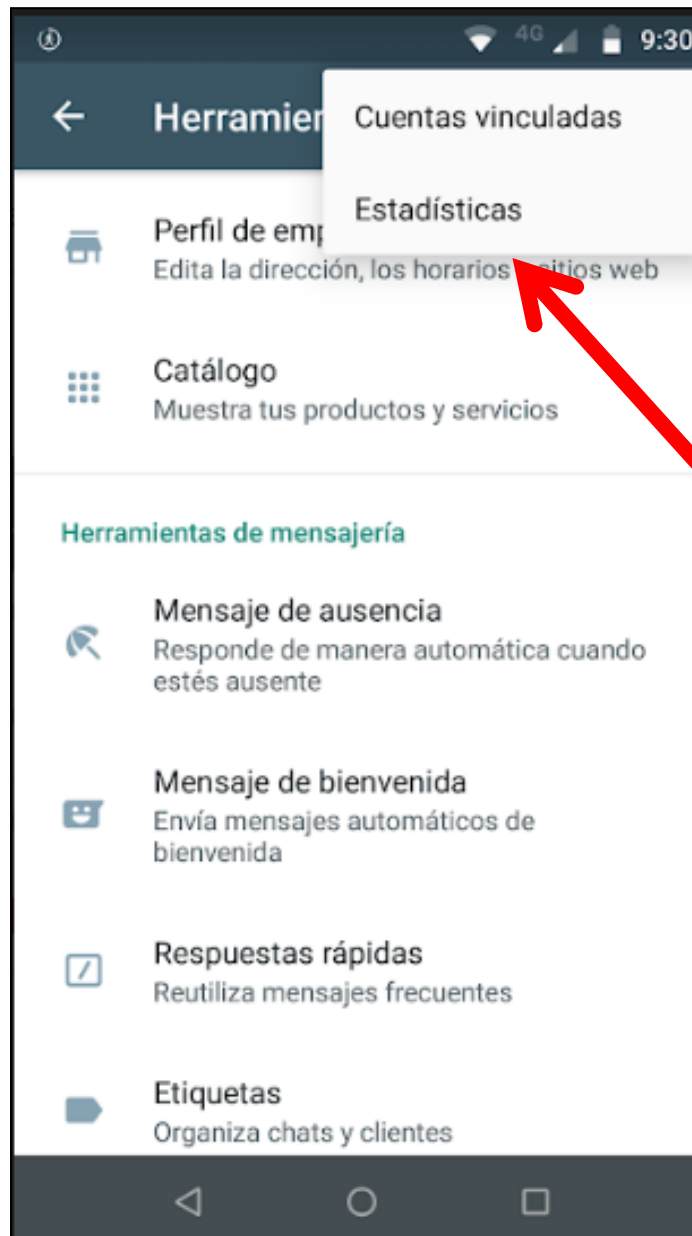 4G 9:30
Herramien
Cuentas vinculadas
Estadísticas
Perfil de emp
Edita la dirección, los horarios sitios web
Catálogo
Muestra tus productos y servicios
Herramientas de mensajería
Mensaje de ausencia
Responde de manera automática cuando
estés ausente
Mensaje de bienvenida
Envía mensajes automáticos de
bienvenida
Respuestas rápidas
Reutiliza mensajes frecuentes
Etiquetas
Organiza chats y clientes